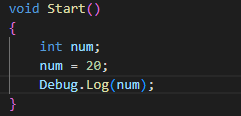 void Start()
{
    int num;
    num = 20;
    Debug.Log(num);
}